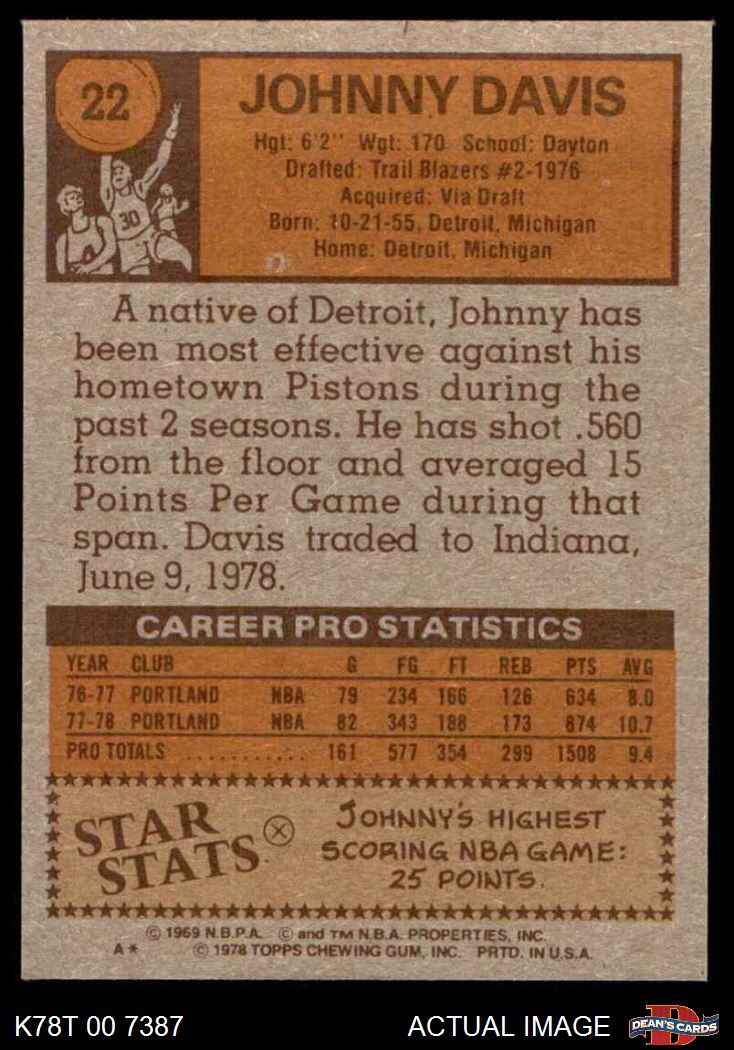 22
JOHNNY DAVIS
Hgt: 6'2" Wgt: 170 School: Dayton
Drafted: Trail Blazers #2-1976
Acquired: Via Draft
Born: 10-21-55, Detroit, Michigan
Home: Detroit, Michigan
30
A native of Detroit, Johnny has
been most effective against his
hometown Pistons during the
past 2 seasons. He has shot .560
from the floor and averaged 15
Points Per Game during that
span. Davis traded to Indiana,
June 9, 1978.
CAREER PRO STATISTICS
YEAR CLUB G FG FT REB PTS AVG
76-77 PORTLAND NBA 79 234 166 126 634 8.0
77-78 PORTLAND NBA 82 343 188 173 874 10.7
PRO TOTALS ........... 161 577 354 299 1508 9.4
STAR STATS
JOHNNY'S HIGHEST
SCORING NBA GAME:
25 POINTS.
© 1969 N.B.P.A. © and TM N.B.A. PROPERTIES, INC.
A* © 1978 TOPPS CHEWING GUM, INC. PRTD. IN U.S.A.
K78T 00 7387 ACTUAL IMAGE DEAN'S CARDS